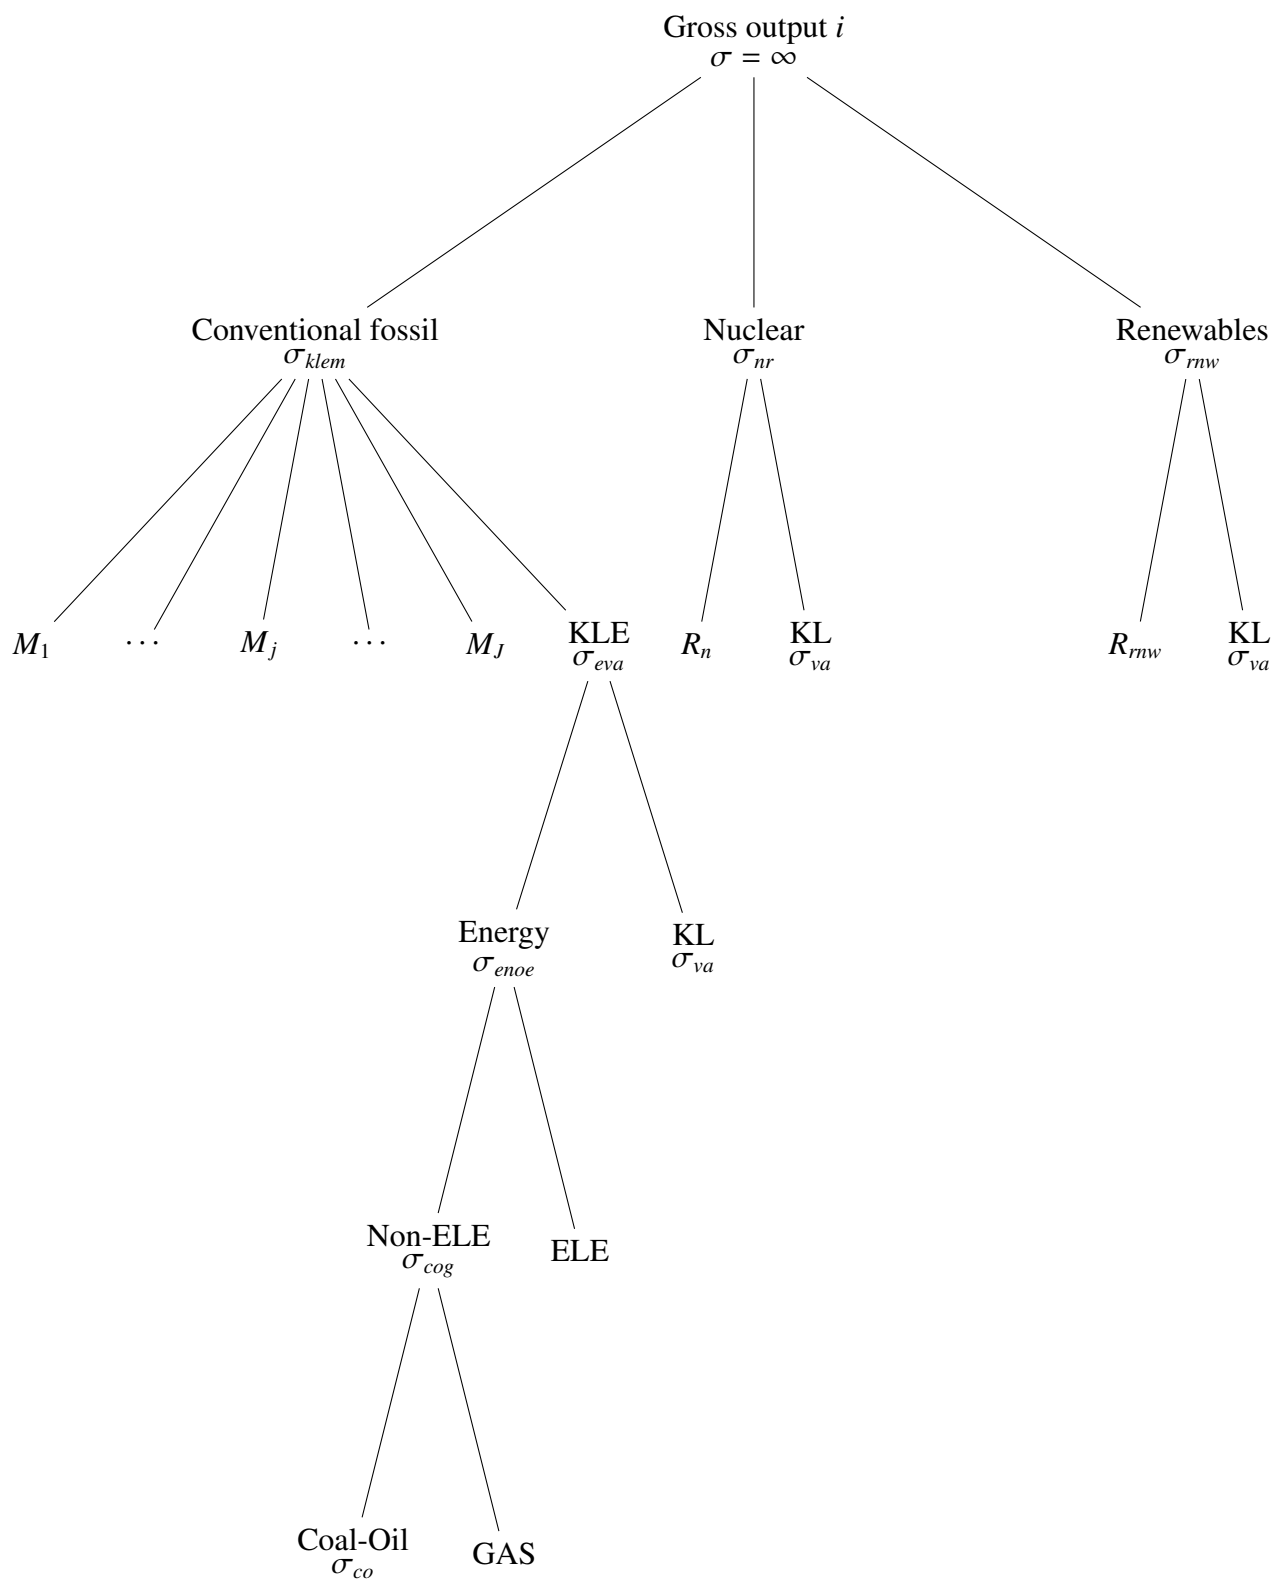 Gross output i
σ = ∞
Conventional fossil
σ_klem
Nuclear
σ_nr
Renewables
σ_rnw
M_1
⋯
M_j
⋯
M_J
KLE
σ_eva
R_n
KL
σ_va
R_rnw
KL
σ_va
Energy
σ_enoe
KL
σ_va
Non-ELE
σ_cog
ELE
Coal-Oil
σ_co
GAS